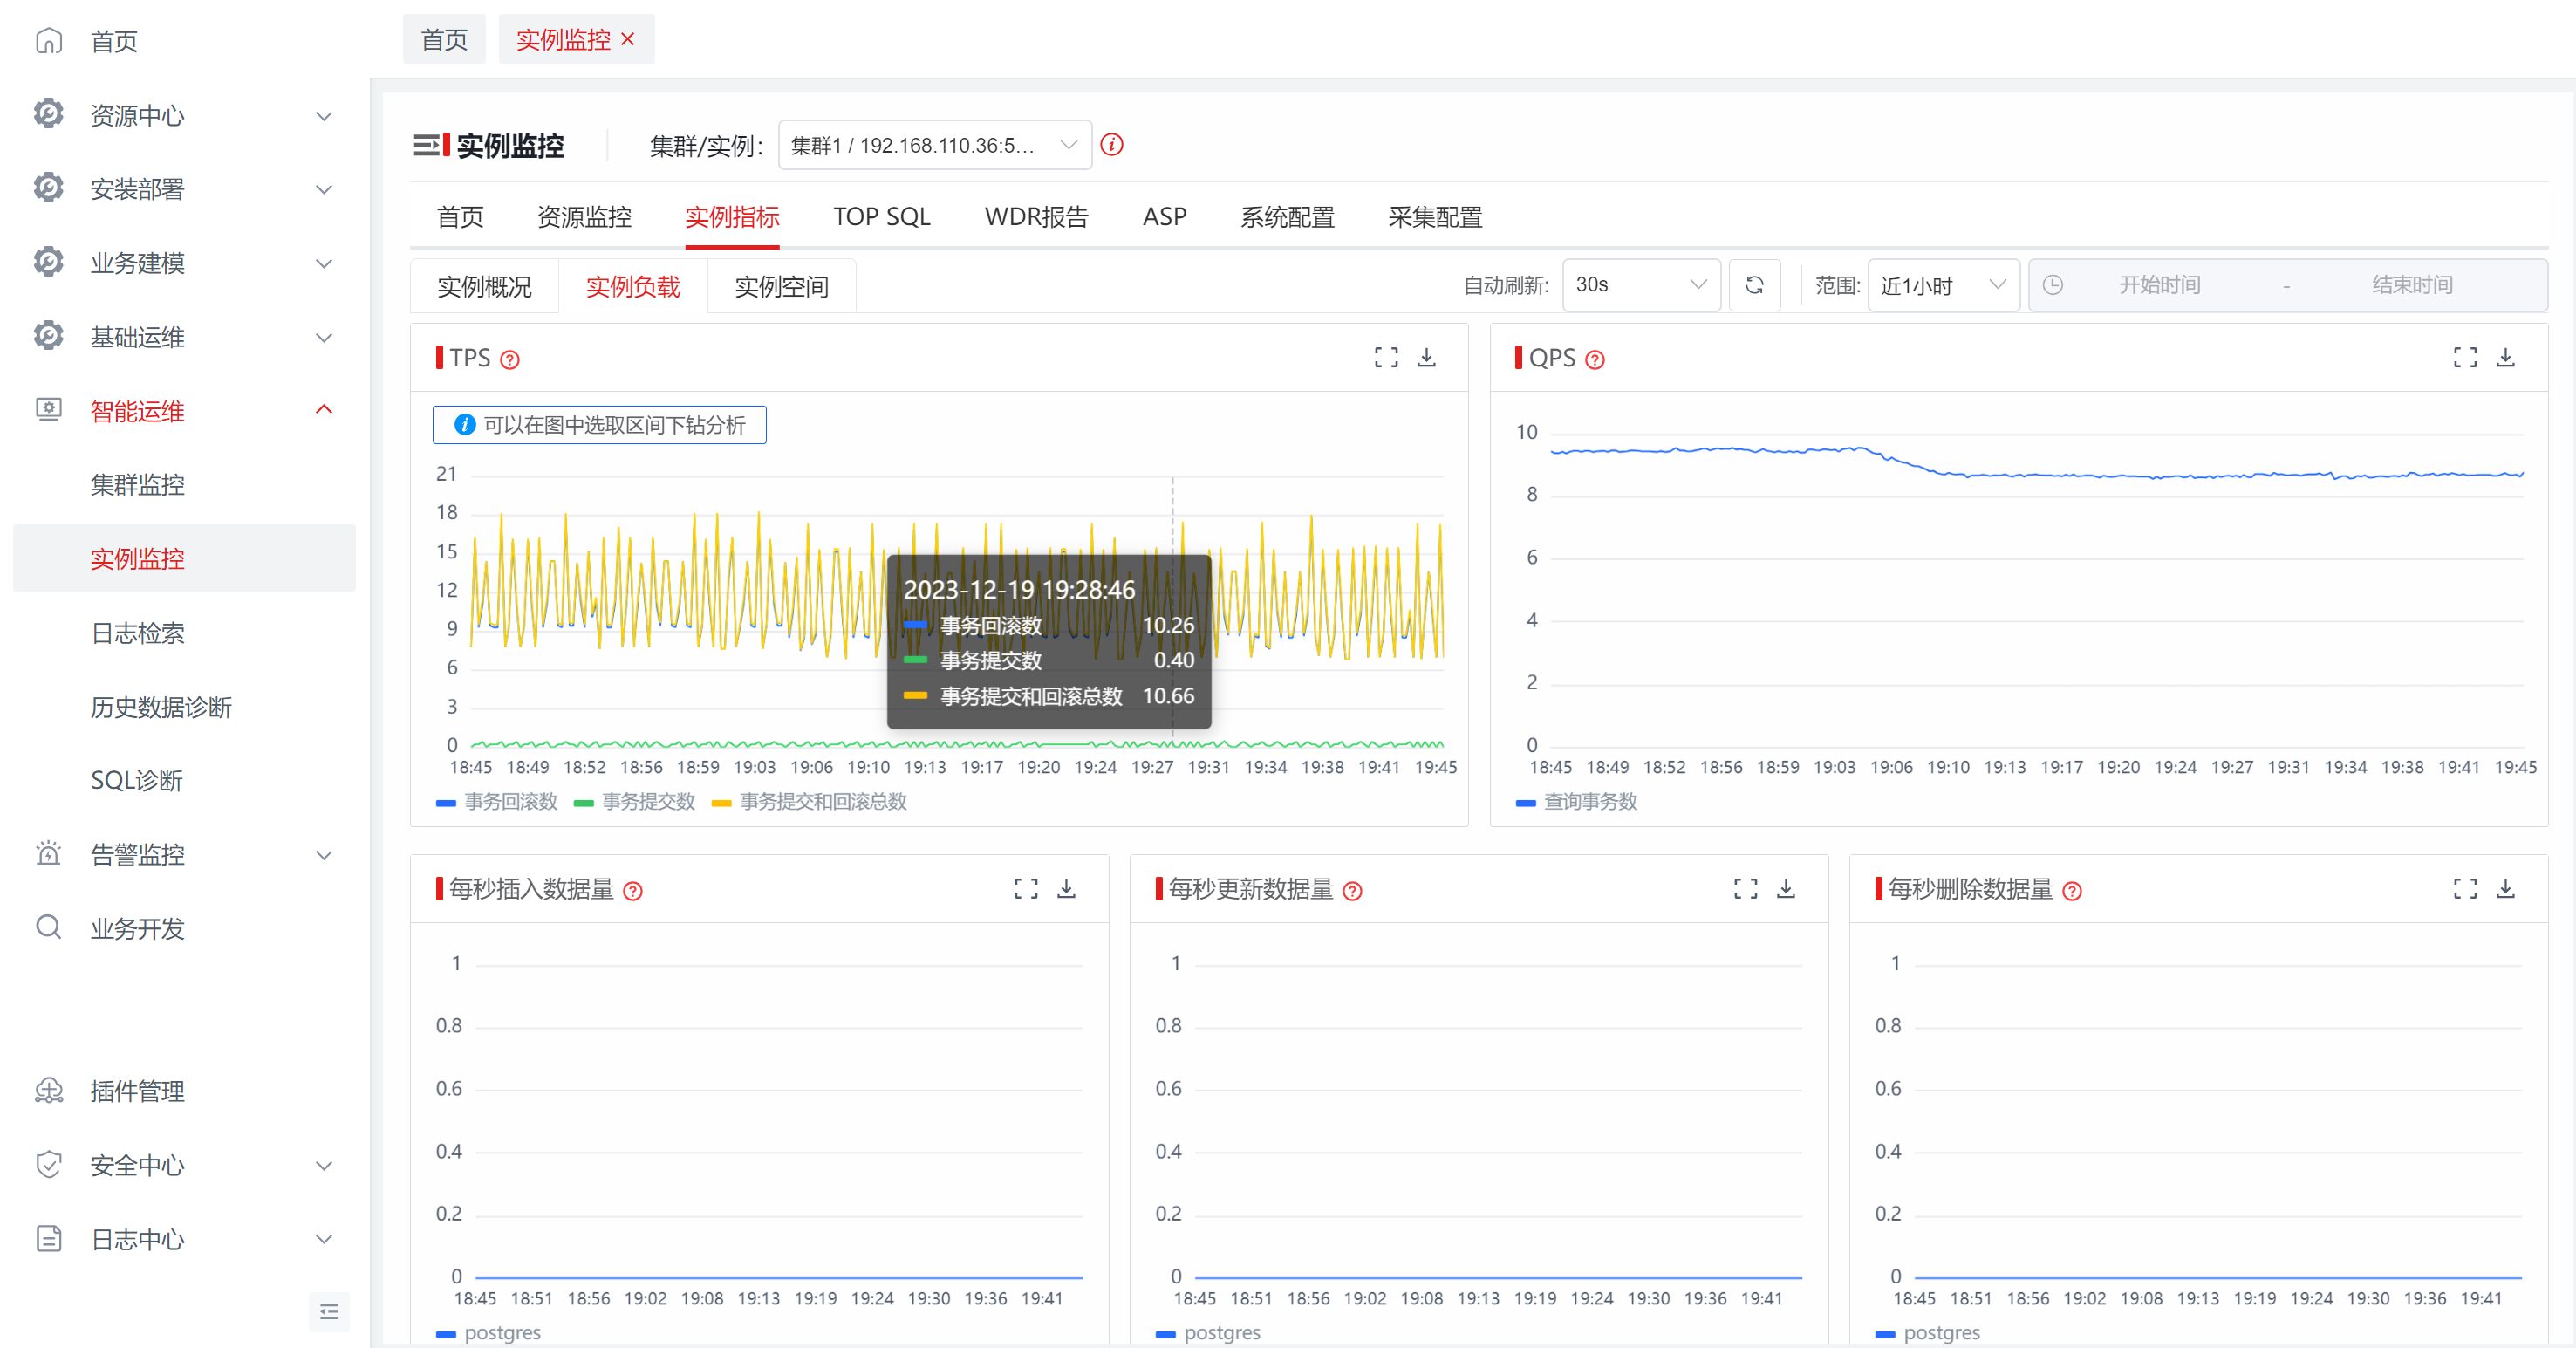 首页
资源中心
安装部署
业务建模
基础运维
智能运维
集群监控
实例监控
日志检索
历史数据诊断
SQL诊断
告警监控
业务开发
插件管理
安全中心
日志中心
首页 实例监控
实例监控 集群/实例: 集群1 / 192.168.110.36:5...
首页 资源监控 实例指标 TOP SQL WDR报告 ASP 系统配置 采集配置
实例概况 实例负载 实例空间 自动刷新: 30s 范围: 近1小时 开始时间 - 结束时间
TPS
可以在图中选取区间下钻分析
21
18
15
12
9
6
3
0
18:45 18:49 18:52 18:56 18:59 19:03 19:06 19:10 19:13 19:17 19:20 19:24 19:27 19:31 19:34 19:38 19:41 19:45
事务回滚数 事务提交数 事务提交和回滚总数
2023-12-19 19:28:46
事务回滚数 10.26
事务提交数 0.40
事务提交和回滚总数 10.66
QPS
10
8
6
4
2
0
18:45 18:49 18:52 18:56 18:59 19:03 19:06 19:10 19:13 19:17 19:20 19:24 19:27 19:31 19:34 19:38 19:41 19:45
查询事务数
每秒插入数据量
1
0.8
0.6
0.4
0.2
0
18:45 18:51 18:56 19:02 19:08 19:13 19:19 19:24 19:30 19:36 19:41
postgres
每秒更新数据量
1
0.8
0.6
0.4
0.2
0
18:45 18:51 18:56 19:02 19:08 19:13 19:19 19:24 19:30 19:36 19:41
postgres
每秒删除数据量
1
0.8
0.6
0.4
0.2
0
18:45 18:51 18:56 19:02 19:08 19:13 19:19 19:24 19:30 19:36 19:41
postgres